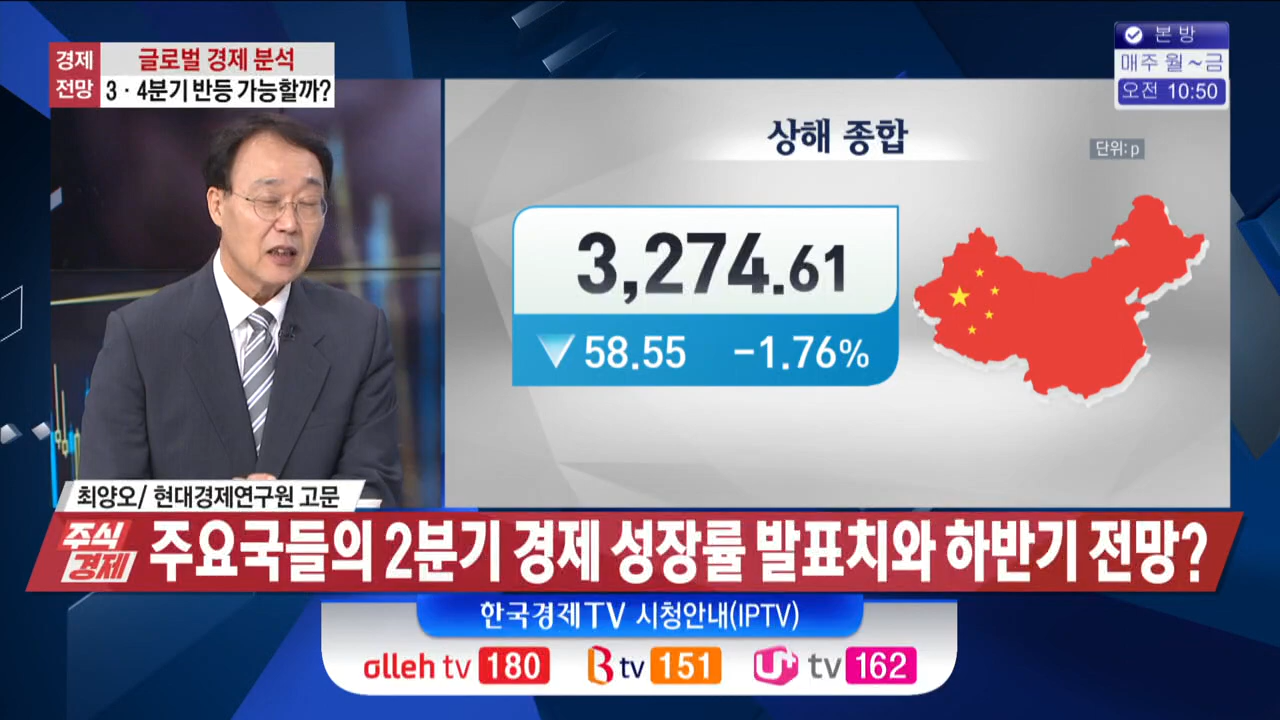 경제
전망
글로벌 경제 분석
3·4분기 반등 가능할까?
본 방
매주 월~금
오전 10:50
상해 종합
단위:p
3,274.61
▼ 58.55 -1.76%
최양오/ 현대경제연구원 고문
주식
경제
주요국들의 2분기 경제 성장률 발표치와 하반기 전망?
한국경제TV 시청안내(IPTV)
alleh tv 180 B tv 151 U+ tv 162